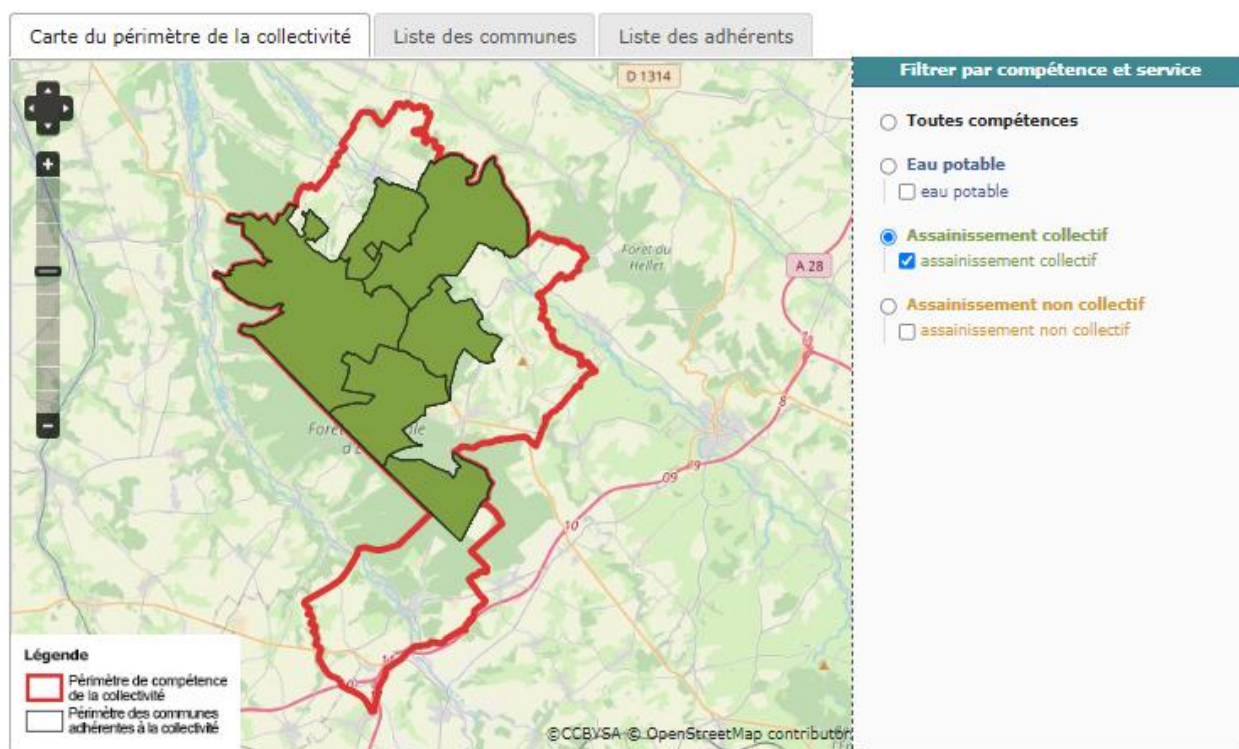 Carte du périmètre de la collectivité
Liste des communes
Liste des adhérents
D 1314
Forêt du
Hellet
A 28
9
8
09
10
Légende
Périmètre de compétence
de la collectivité
Périmètre des communes
adhérentes à la collectivité
©CCBYSA © OpenStreetMap contributor
Filtrer par compétence et service
Toutes compétences
Eau potable
eau potable
Assainissement collectif
assainissement collectif
Assainissement non collectif
assainissement non collectif